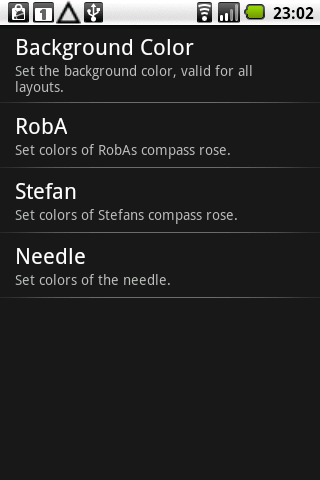 1 23:02
Background Color
Set the background color, valid for all
layouts.
RobA
Set colors of RobAs compass rose.
Stefan
Set colors of Stefans compass rose.
Needle
Set colors of the needle.